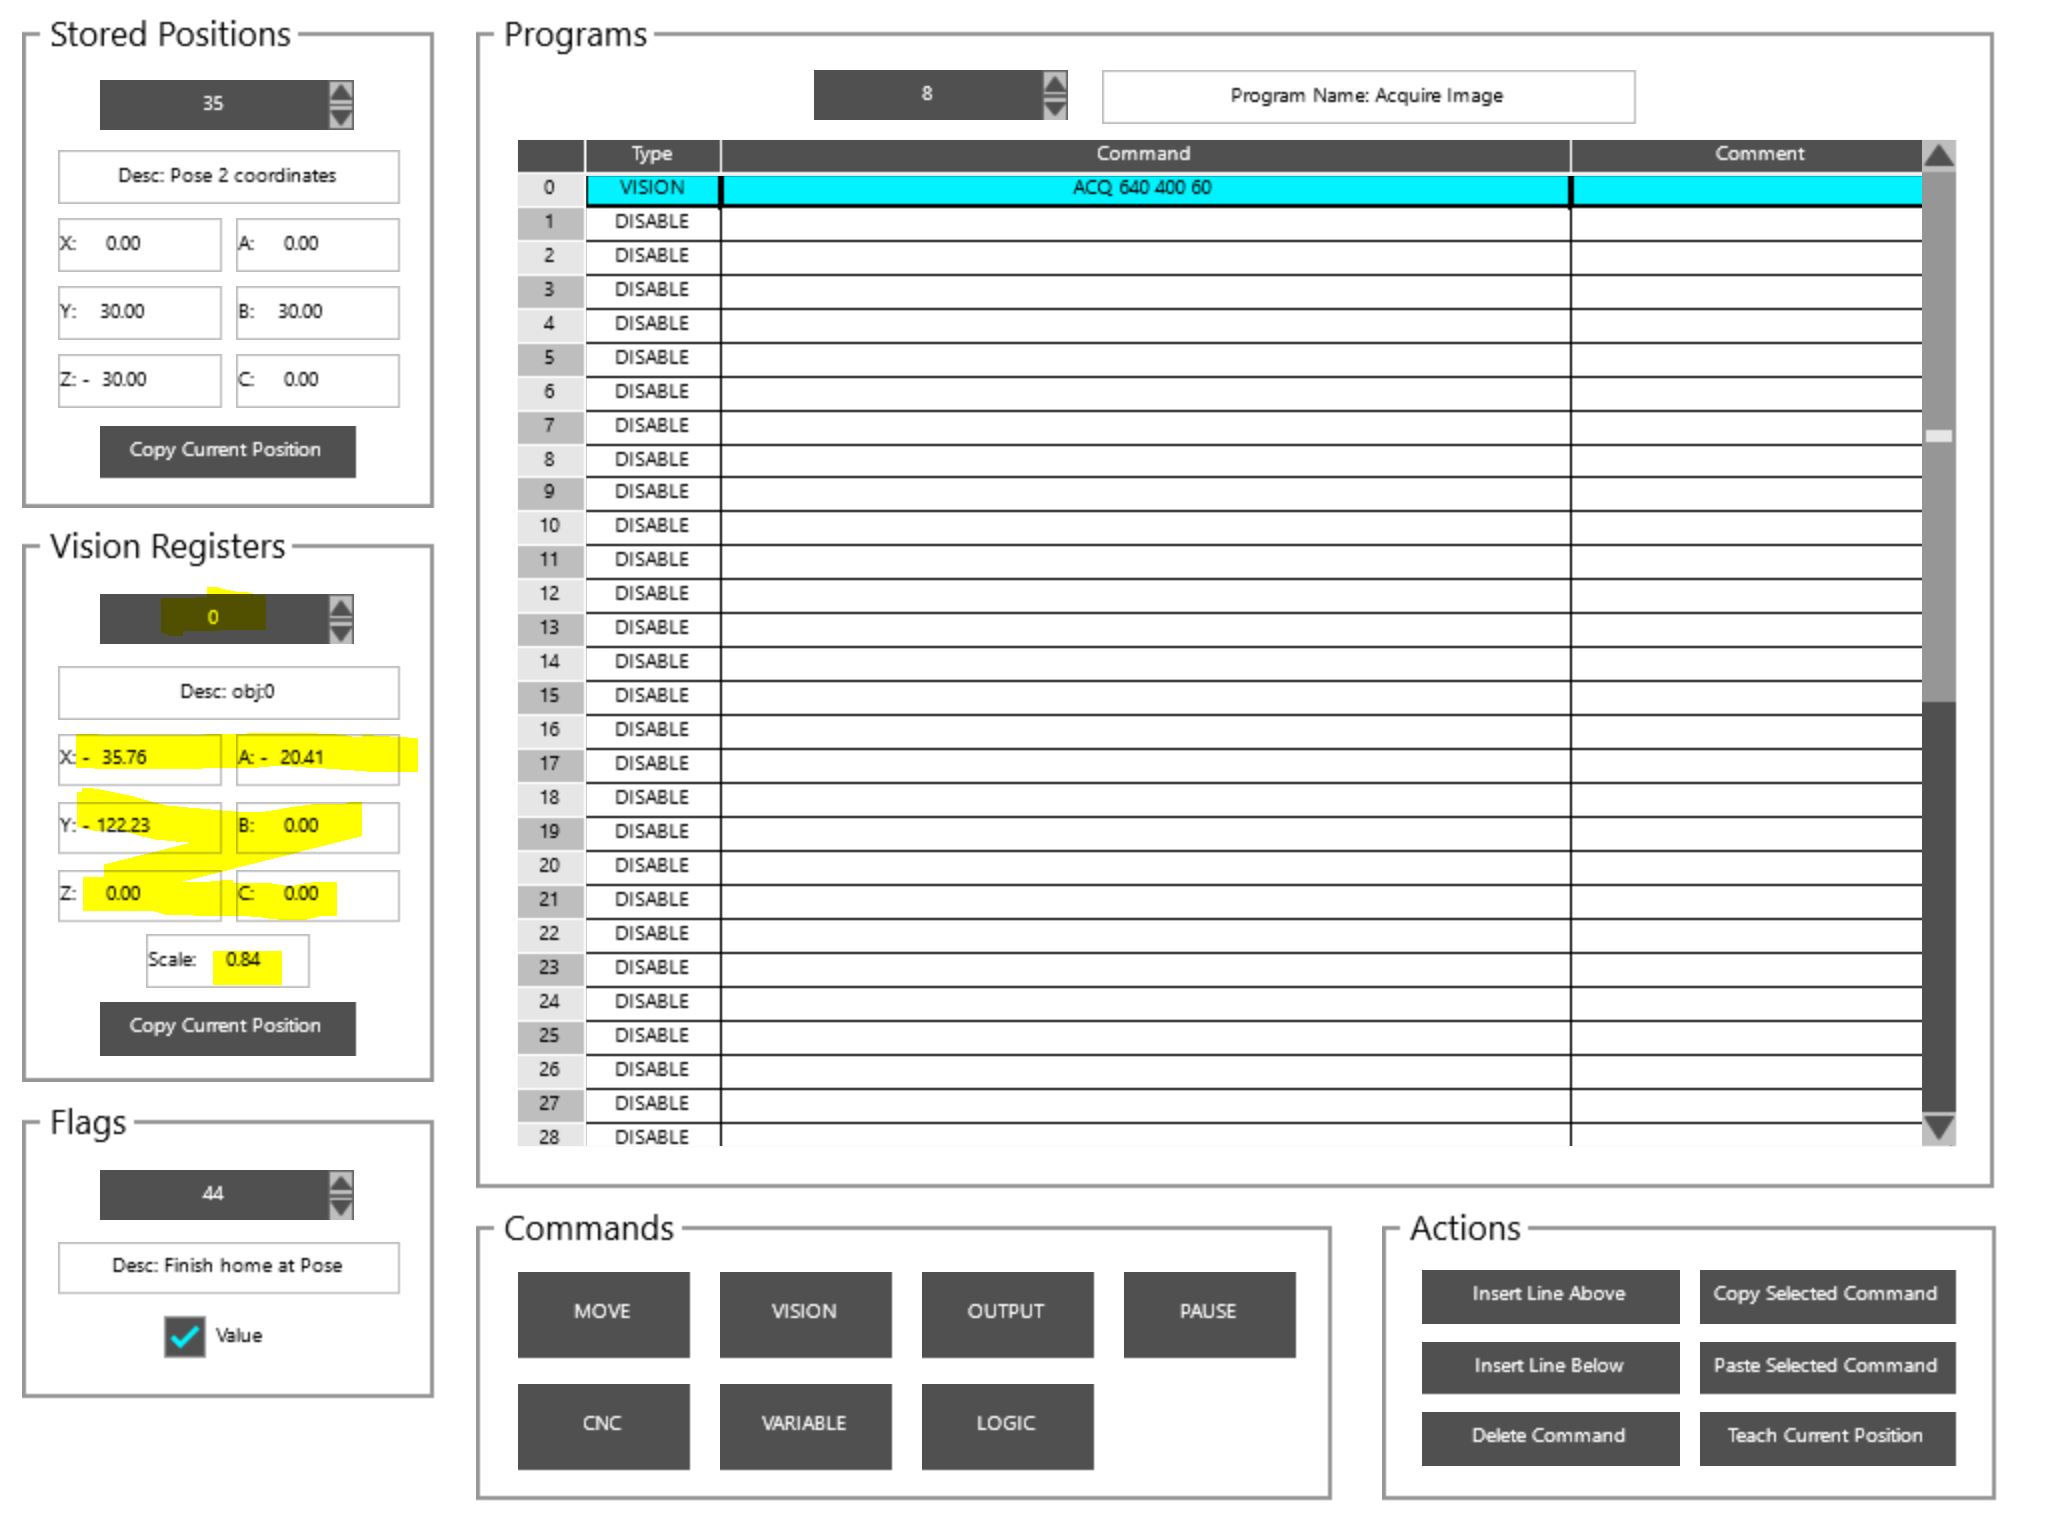 Stored Positions
35
Desc: Pose 2 coordinates
X: 0.00 A: 0.00
Y: 30.00 B: 30.00
Z: - 30.00 C: 0.00
Copy Current Position
Vision Registers
0
Desc: obj:0
X: - 35.76 A: - 20.41
Y: - 122.23 B: 0.00
Z: 0.00 C: 0.00
Scale: 0.84
Copy Current Position
Flags
44
Desc: Finish home at Pose
Value
Programs
8 Program Name: Acquire Image
Type Command Comment
0 VISION ACQ 640 400 60
1 DISABLE
2 DISABLE
3 DISABLE
4 DISABLE
5 DISABLE
6 DISABLE
7 DISABLE
8 DISABLE
9 DISABLE
10 DISABLE
11 DISABLE
12 DISABLE
13 DISABLE
14 DISABLE
15 DISABLE
16 DISABLE
17 DISABLE
18 DISABLE
19 DISABLE
20 DISABLE
21 DISABLE
22 DISABLE
23 DISABLE
24 DISABLE
25 DISABLE
26 DISABLE
27 DISABLE
28 DISABLE
Commands
MOVE VISION OUTPUT PAUSE
CNC VARIABLE LOGIC
Actions
Insert Line Above Copy Selected Command
Insert Line Below Paste Selected Command
Delete Command Teach Current Position